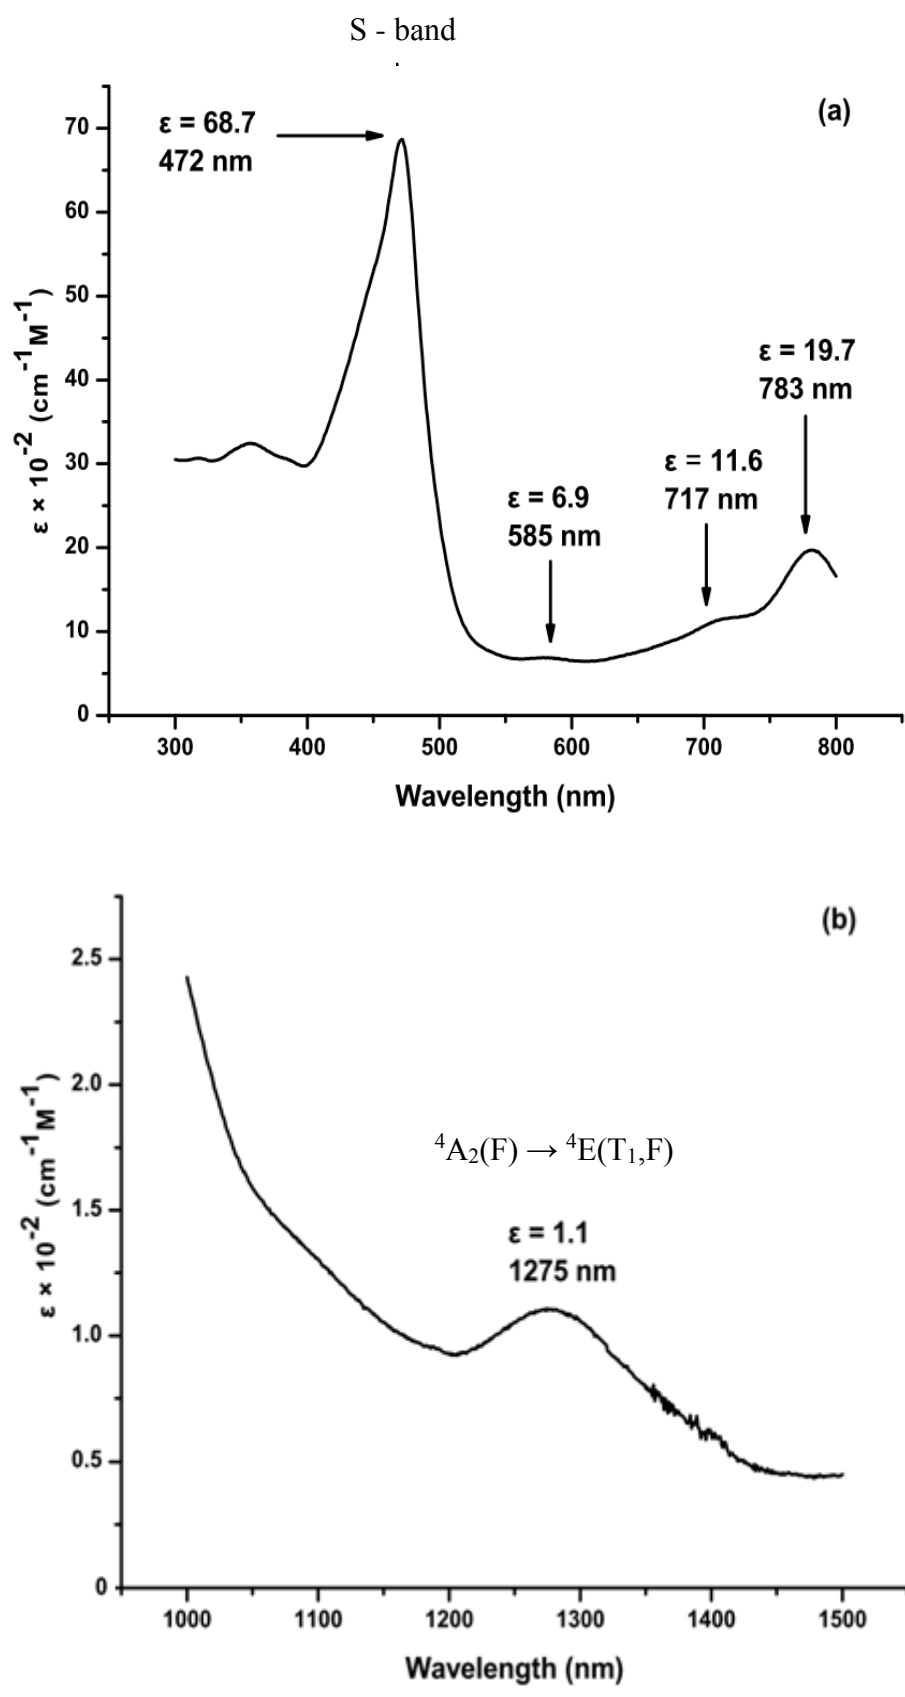 S - band
(a)
ε = 68.7
472 nm
ε = 19.7
783 nm
ε = 11.6
717 nm
ε = 6.9
585 nm
70
60
50
40
30
20
10
0
ε × 10⁻² (cm⁻¹M⁻¹)
300 400 500 600 700 800
Wavelength (nm)
(b)
⁴A₂(F) → ⁴E(T₁,F)
ε = 1.1
1275 nm
2.5
2.0
1.5
1.0
0.5
0
ε × 10⁻² (cm⁻¹M⁻¹)
1000 1100 1200 1300 1400 1500
Wavelength (nm)